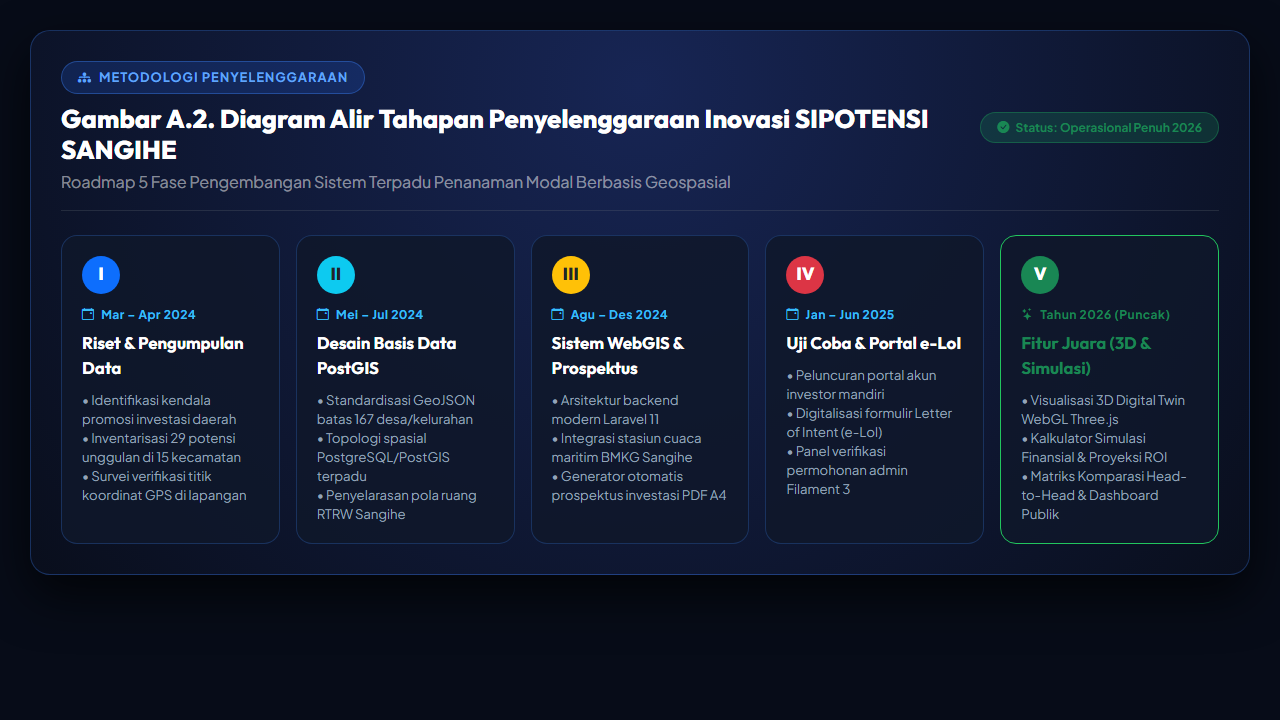 METODOLOGI PENYELENGGARAAN
Gambar A.2. Diagram Alir Tahapan Penyelenggaraan Inovasi SIPOTENSI
SANGIHE
Roadmap 5 Fase Pengembangan Sistem Terpadu Penanaman Modal Berbasis Geospasial
Status: Operasional Penuh 2026
I
Mar – Apr 2024
Riset & Pengumpulan
Data
• Identifikasi kendala
promosi investasi daerah
• Inventarisasi 29 potensi
unggulan di 15 kecamatan
• Survei verifikasi titik
koordinat GPS di lapangan
II
Mei – Jul 2024
Desain Basis Data
PostGIS
• Standardisasi GeoJSON
batas 167 desa/kelurahan
• Topologi spasial
PostgreSQL/PostGIS
terpadu
• Penyelarasan pola ruang
RTRW Sangihe
III
Agu – Des 2024
Sistem WebGIS &
Prospektus
• Arsitektur backend
modern Laravel 11
• Integrasi stasiun cuaca
maritim BMKG Sangihe
• Generator otomatis
prospektus investasi PDF A4
IV
Jan – Jun 2025
Uji Coba & Portal e-LoI
• Peluncuran portal akun
investor mandiri
• Digitalisasi formulir Letter
of Intent (e-LoI)
• Panel verifikasi
permohonan admin
Filament 3
V
Tahun 2026 (Puncak)
Fitur Juara (3D &
Simulasi)
• Visualisasi 3D Digital Twin
WebGL Three.js
• Kalkulator Simulasi
Finansial & Proyeksi ROI
• Matriks Komparasi Head-
to-Head & Dashboard
Publik